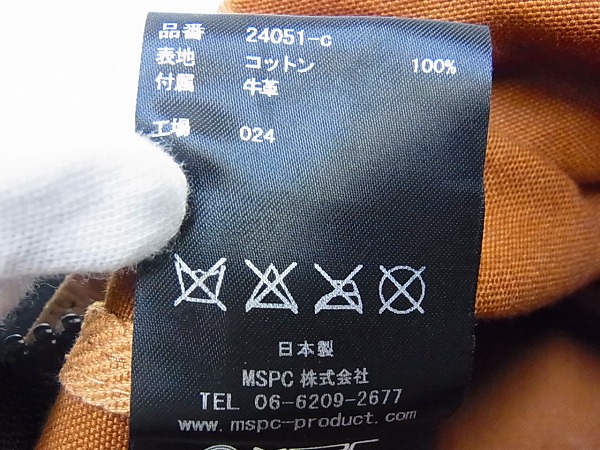 品番 24051-c
表地 コットン 100%
付属 牛革
工場 024
日本製
MSPC 株式会社
TEL 06-6209-2677
www.mspc-product.com